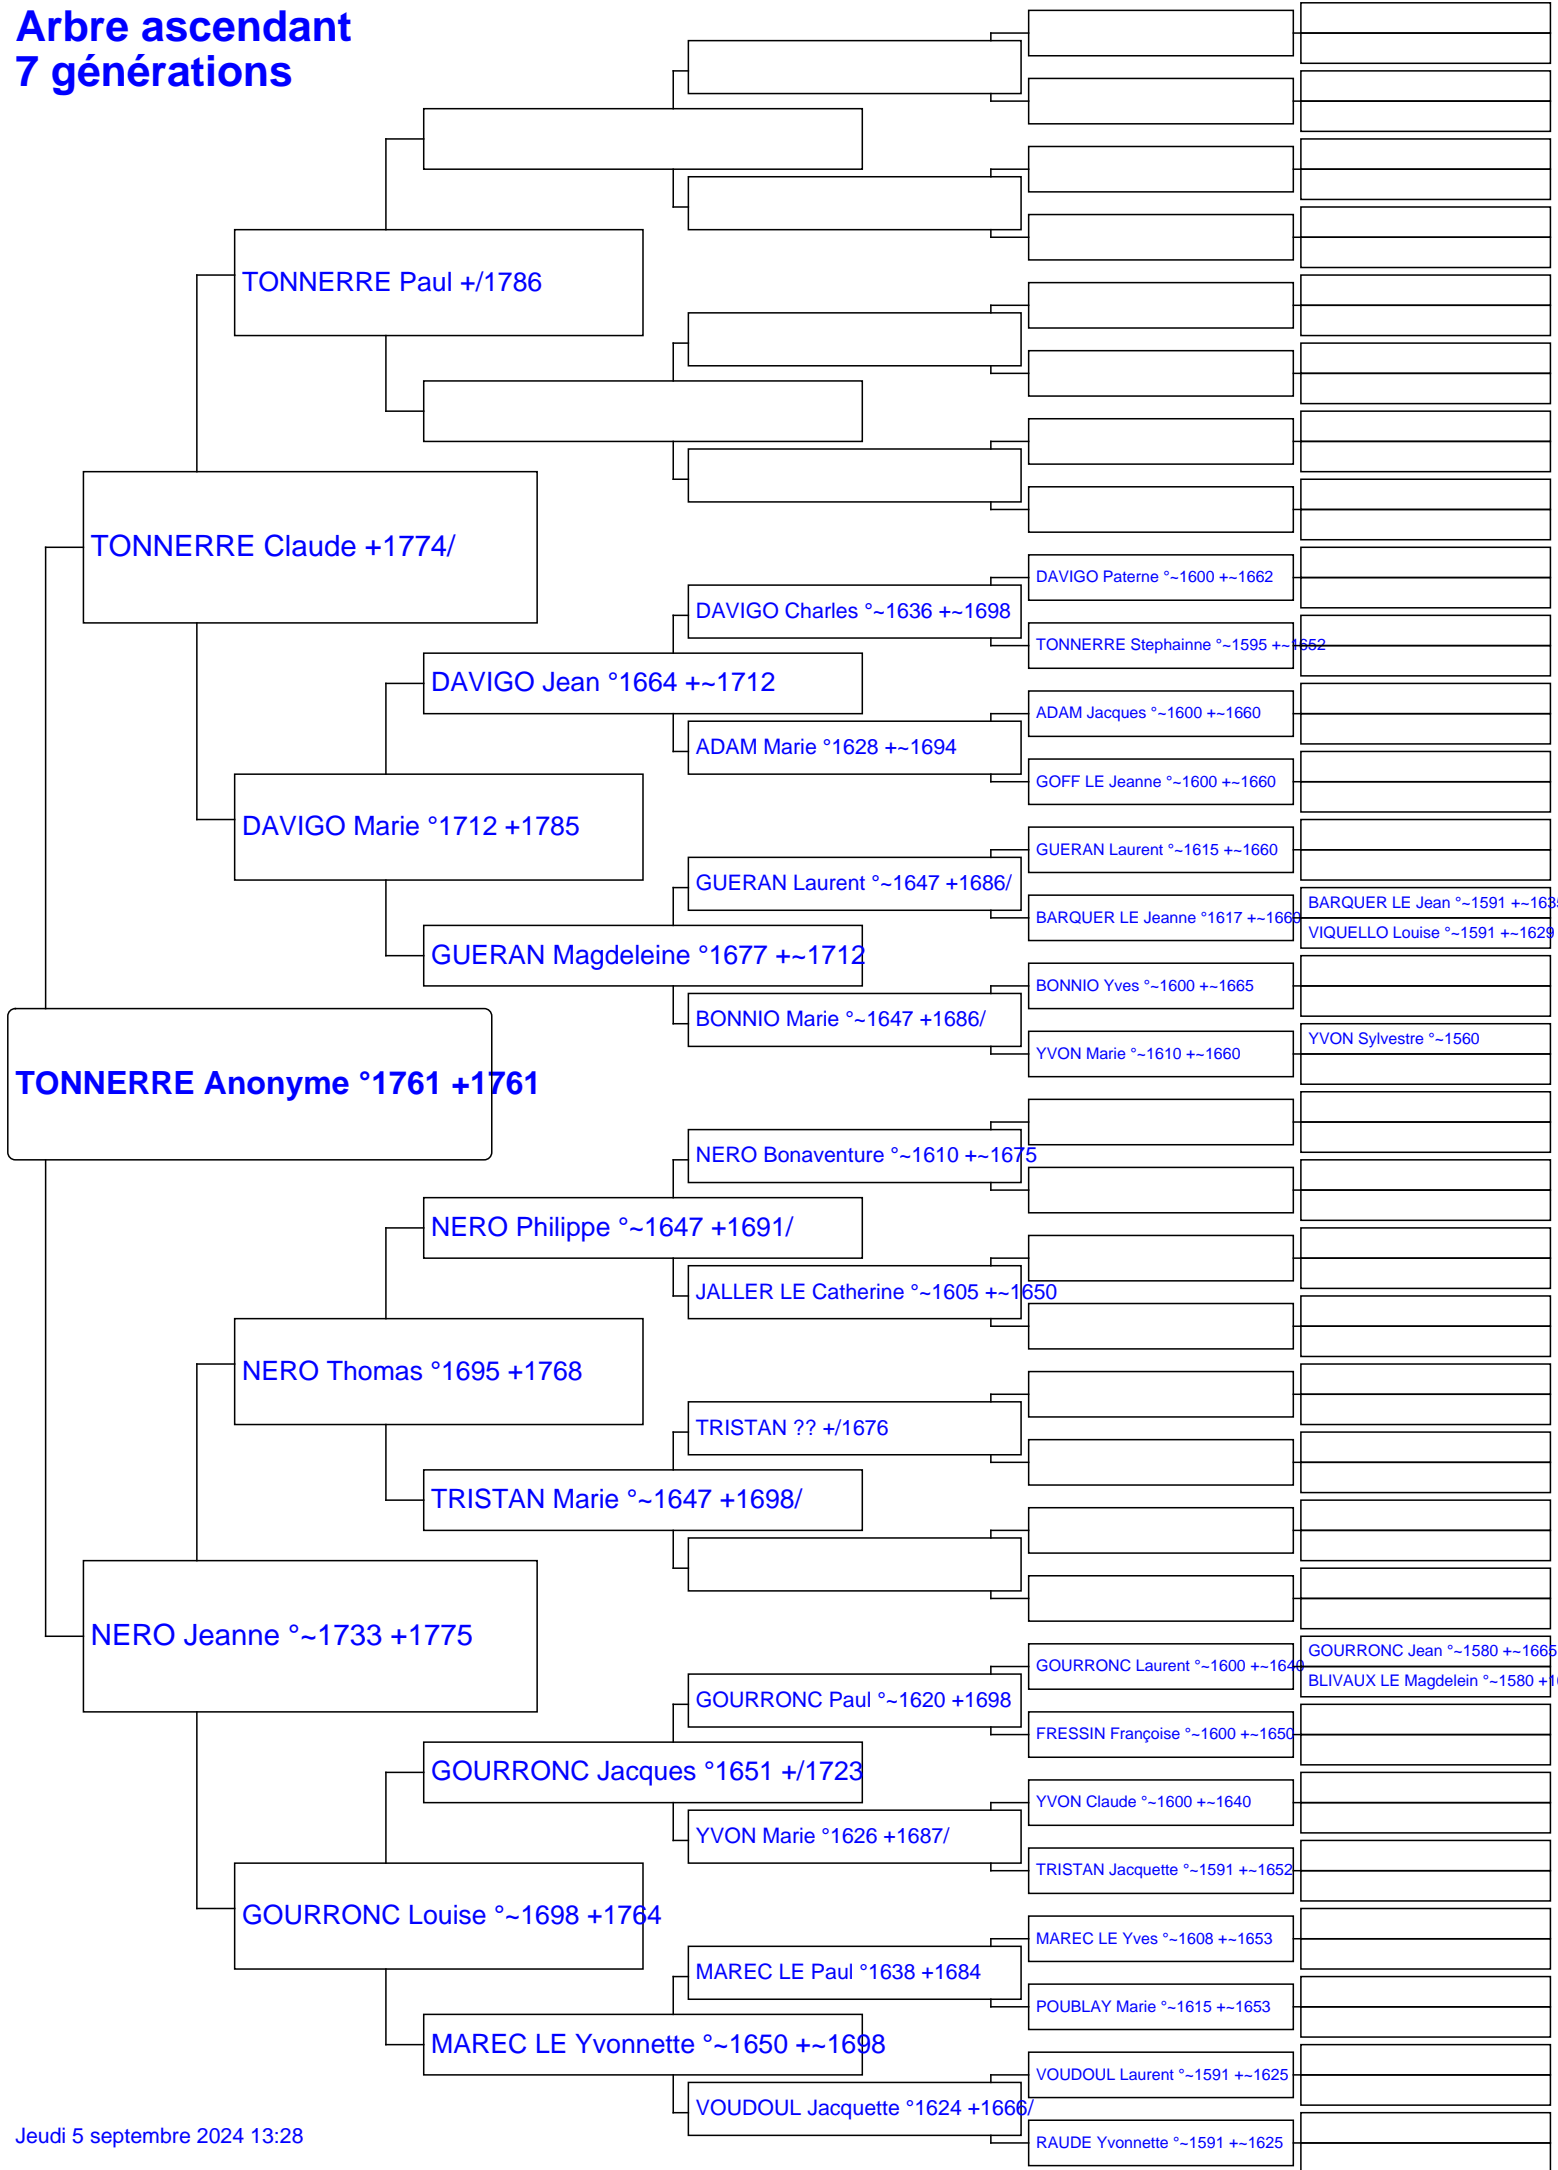 Arbre ascendant
7 générations
TONNERRE Paul +/1786
TONNERRE Claude +1774/
DAVIGO Paterne °~1600 +~1662
DAVIGO Charles °~1636 +~1698
TONNERRE Stephainne °~1595 +~1652
DAVIGO Jean °1664 +~1712
ADAM Jacques °~1600 +~1660
ADAM Marie °1628 +~1694
GOFF LE Jeanne °~1600 +~1660
DAVIGO Marie °1712 +1785
GUERAN Laurent °~1615 +~1660
GUERAN Laurent °~1647 +1686/
BARQUER LE Jean °~1591 +~163
BARQUER LE Jeanne °1617 +~1660
VIQUELLO Louise °~1591 +~1629
GUERAN Magdeleine °1677 +~1712
BONNIO Yves °~1600 +~1665
BONNIO Marie °~1647 +1686/
YVON Sylvestre °~1560
YVON Marie °~1610 +~1660
TONNERRE Anonyme °1761 +1761
NERO Bonaventure °~1610 +~1675
NERO Philippe °~1647 +1691/
JALLER LE Catherine °~1605 +~1650
NERO Thomas °1695 +1768
TRISTAN ?? +/1676
TRISTAN Marie °~1647 +1698/
NERO Jeanne °~1733 +1775
GOURRONC Jean °~1580 +~1665
GOURRONC Laurent °~1600 +~1640
BLIVAUX LE Magdelein °~1580 +1
GOURRONC Paul °~1620 +1698
FRESSIN Françoise °~1600 +~1650
GOURRONC Jacques °1651 +/1723
YVON Claude °~1600 +~1640
YVON Marie °1626 +1687/
TRISTAN Jacquette °~1591 +~1652
GOURRONC Louise °~1698 +1764
MAREC LE Yves °~1608 +~1653
MAREC LE Paul °1638 +1684
POUBLAY Marie °~1615 +~1653
MAREC LE Yvonnette °~1650 +~1698
VOUDOUL Laurent °~1591 +~1625
VOUDOUL Jacquette °1624 +1666/
RAUDE Yvonnette °~1591 +~1625
Jeudi 5 septembre 2024 13:28